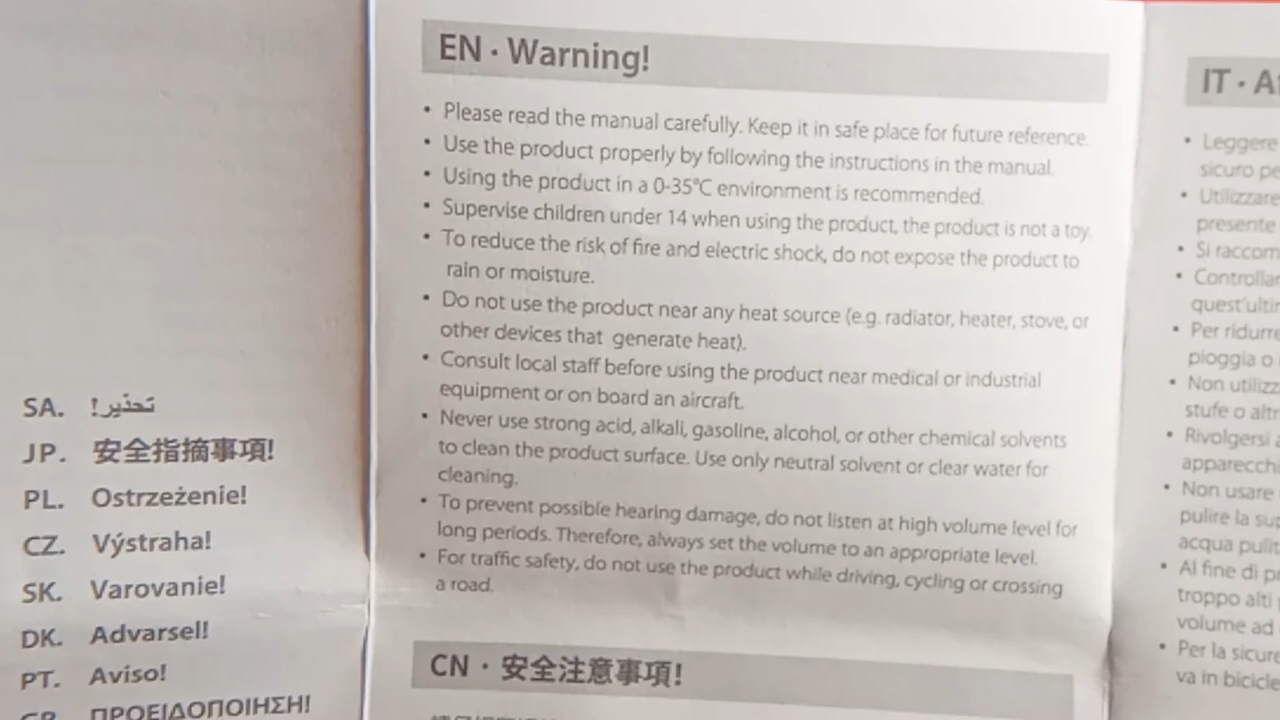 SA. تحذير!
JP. 安全指摘事項!
PL. Ostrzeżenie!
CZ. Výstraha!
SK. Varovanie!
DK. Advarsel!
PT. Aviso!
GR. ΠΡΟΕΙΔΟΠΟΙΗΣΗ!
EN · Warning!
• Please read the manual carefully. Keep it in safe place for future reference.
• Use the product properly by following the instructions in the manual.
• Using the product in a 0-35°C environment is recommended.
• Supervise children under 14 when using the product, the product is not a toy.
• To reduce the risk of fire and electric shock, do not expose the product to
rain or moisture.
• Do not use the product near any heat source (e.g. radiator, heater, stove, or
other devices that generate heat).
• Consult local staff before using the product near medical or industrial
equipment or on board an aircraft.
• Never use strong acid, alkali, gasoline, alcohol, or other chemical solvents
to clean the product surface. Use only neutral solvent or clear water for
cleaning.
• To prevent possible hearing damage, do not listen at high volume level for
long periods. Therefore, always set the volume to an appropriate level.
• For traffic safety, do not use the product while driving, cycling or crossing
a road.
CN · 安全注意事項!
IT · A
• Leggere
sicuro pe
• Utilizzare
presente
• Si raccom
• Controllar
quest'ulti
• Per ridurre
pioggia o
• Non utilizz
stufe o altr
• Rivolgersi
apparecch
• Non usare
pulire la su
acqua pulit
• Al fine di p
troppo alti
volume ad
• Per la sicure
va in bicicle